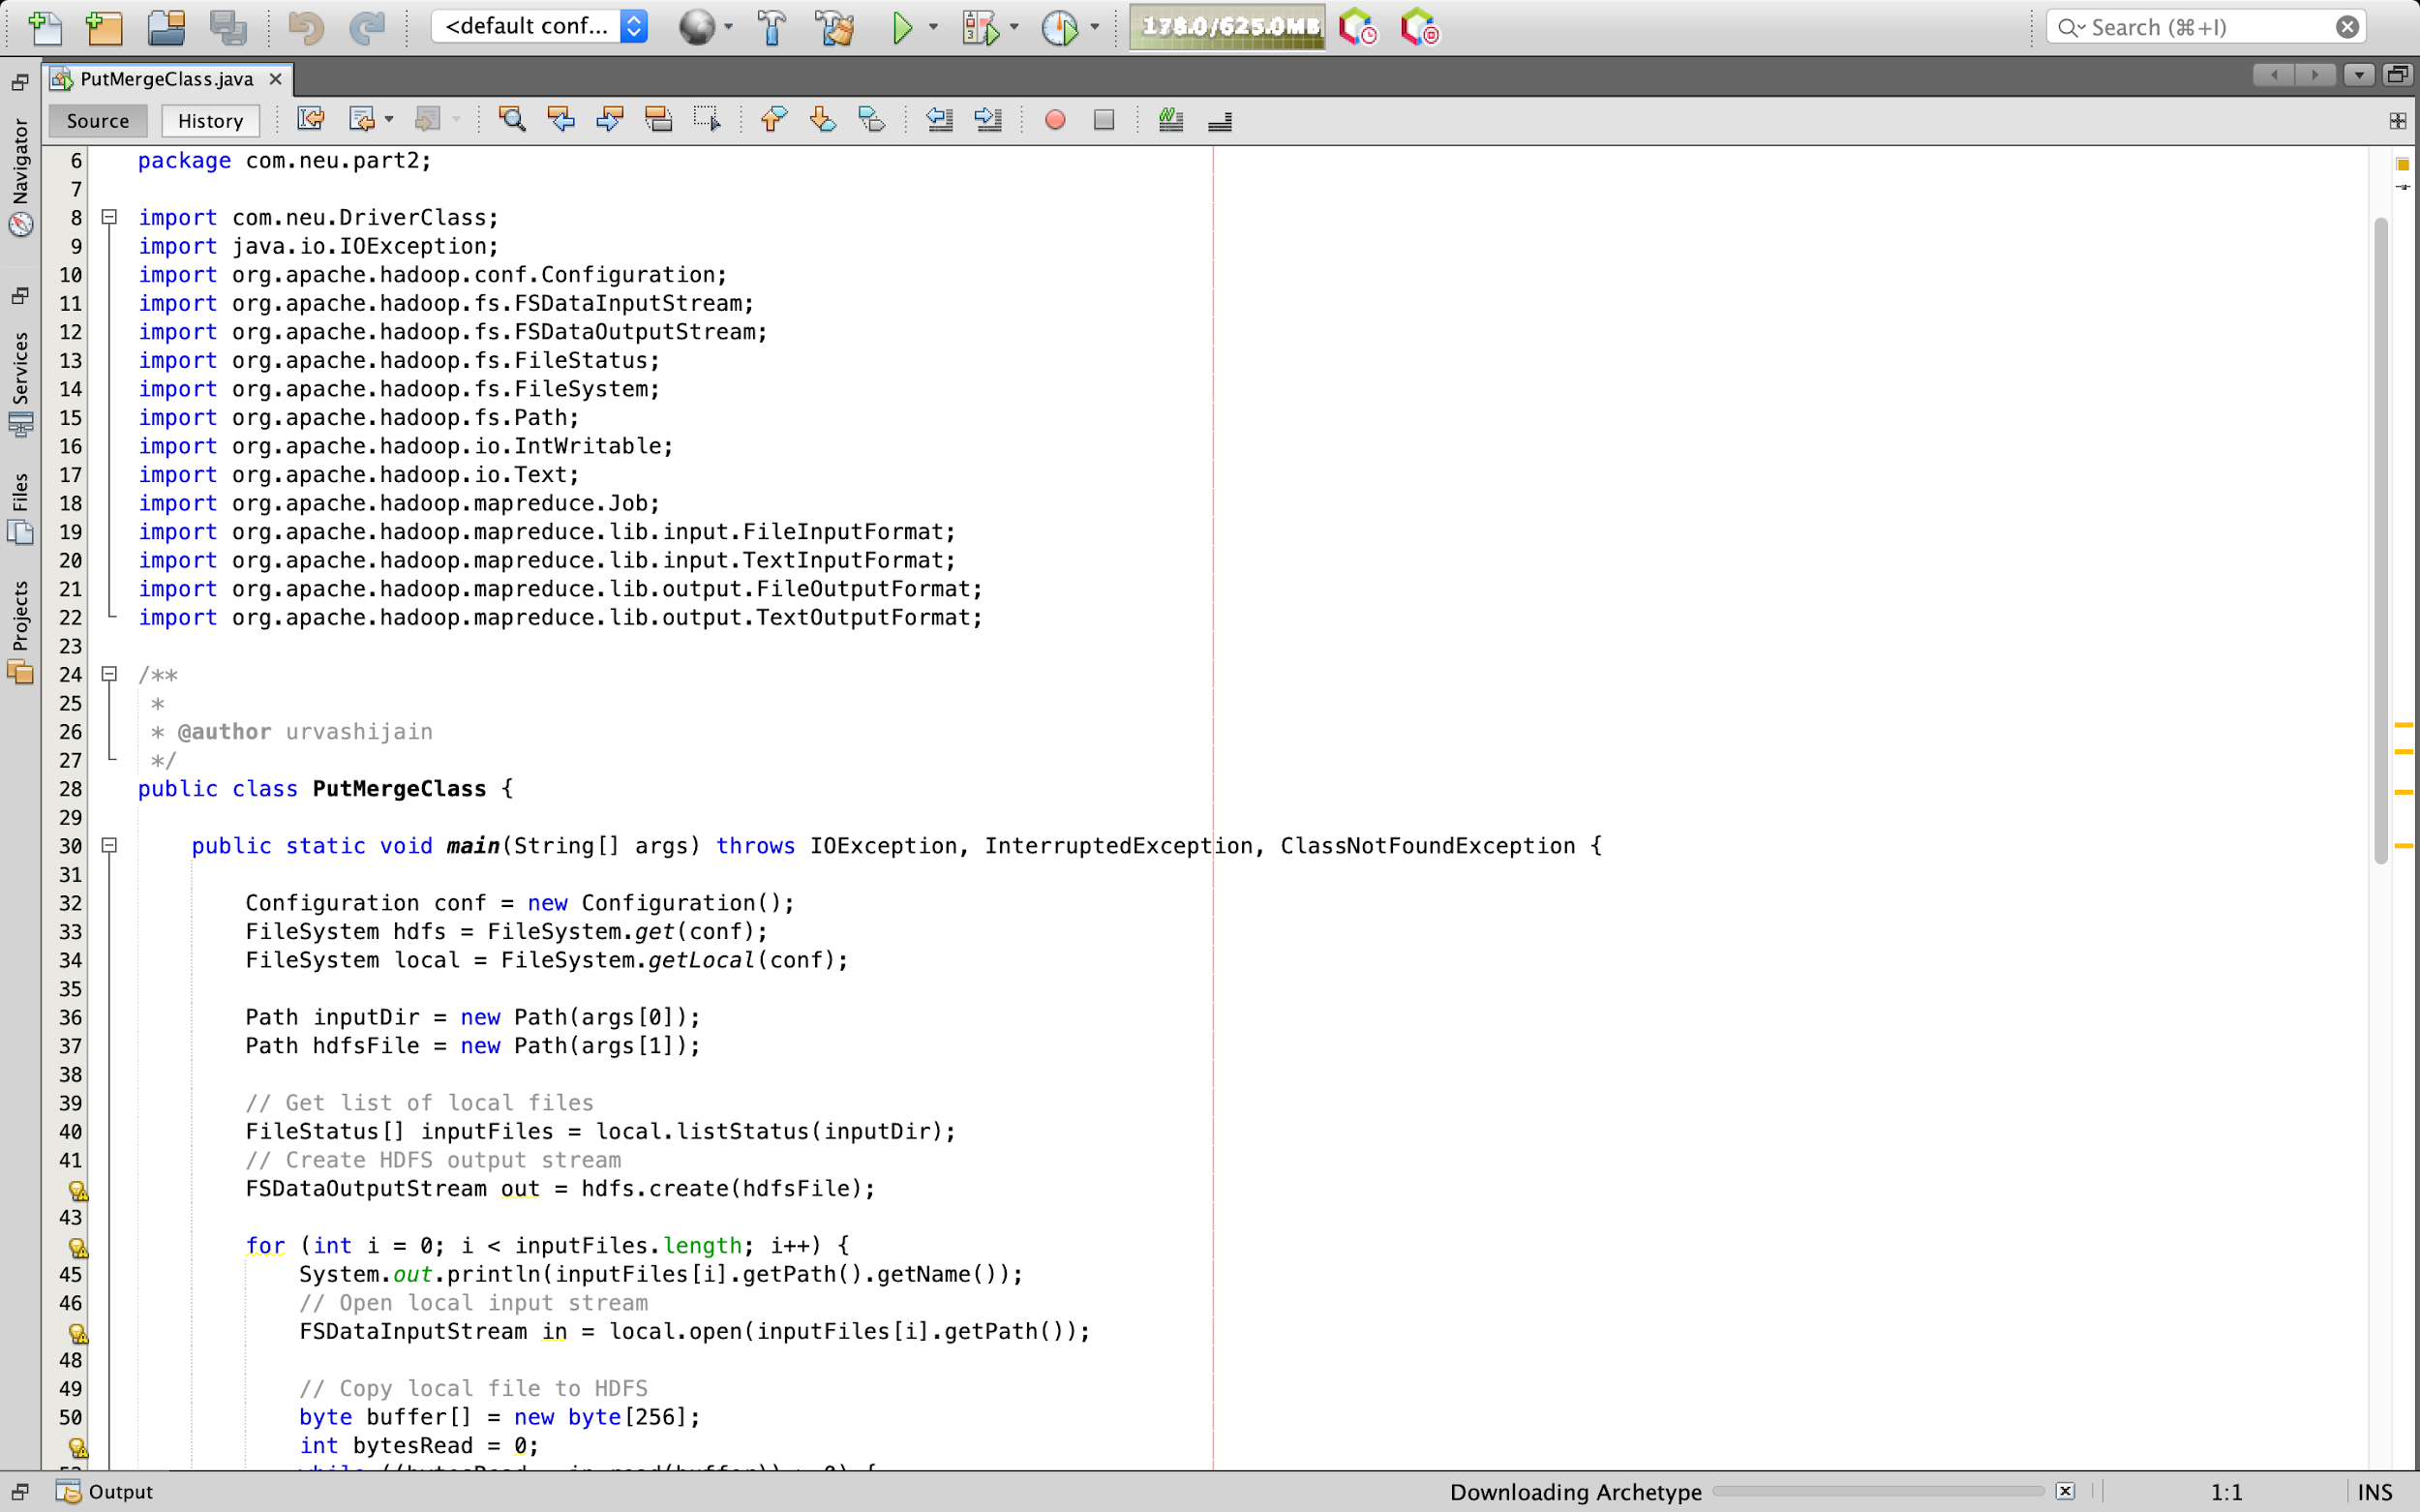 <default conf...
178.0/625.0MB
Search (⌘+I)
PutMergeClass.java
Source History
Navigator
Services
Files
Projects
6 package com.neu.part2;
7
8 import com.neu.DriverClass;
9 import java.io.IOException;
10 import org.apache.hadoop.conf.Configuration;
11 import org.apache.hadoop.fs.FSDataInputStream;
12 import org.apache.hadoop.fs.FSDataOutputStream;
13 import org.apache.hadoop.fs.FileStatus;
14 import org.apache.hadoop.fs.FileSystem;
15 import org.apache.hadoop.fs.Path;
16 import org.apache.hadoop.io.IntWritable;
17 import org.apache.hadoop.io.Text;
18 import org.apache.hadoop.mapreduce.Job;
19 import org.apache.hadoop.mapreduce.lib.input.FileInputFormat;
20 import org.apache.hadoop.mapreduce.lib.input.TextInputFormat;
21 import org.apache.hadoop.mapreduce.lib.output.FileOutputFormat;
22 import org.apache.hadoop.mapreduce.lib.output.TextOutputFormat;
23
24 /**
25 *
26 * @author urvashijain
27 */
28 public class PutMergeClass {
29
30 public static void main(String[] args) throws IOException, InterruptedException, ClassNotFoundException {
31
32 Configuration conf = new Configuration();
33 FileSystem hdfs = FileSystem.get(conf);
34 FileSystem local = FileSystem.getLocal(conf);
35
36 Path inputDir = new Path(args[0]);
37 Path hdfsFile = new Path(args[1]);
38
39 // Get list of local files
40 FileStatus[] inputFiles = local.listStatus(inputDir);
41 // Create HDFS output stream
FSDataOutputStream out = hdfs.create(hdfsFile);
43
for (int i = 0; i < inputFiles.length; i++) {
45 System.out.println(inputFiles[i].getPath().getName());
46 // Open local input stream
FSDataInputStream in = local.open(inputFiles[i].getPath());
48
49 // Copy local file to HDFS
50 byte buffer[] = new byte[256];
int bytesRead = 0;
Output
Downloading Archetype
1:1 INS